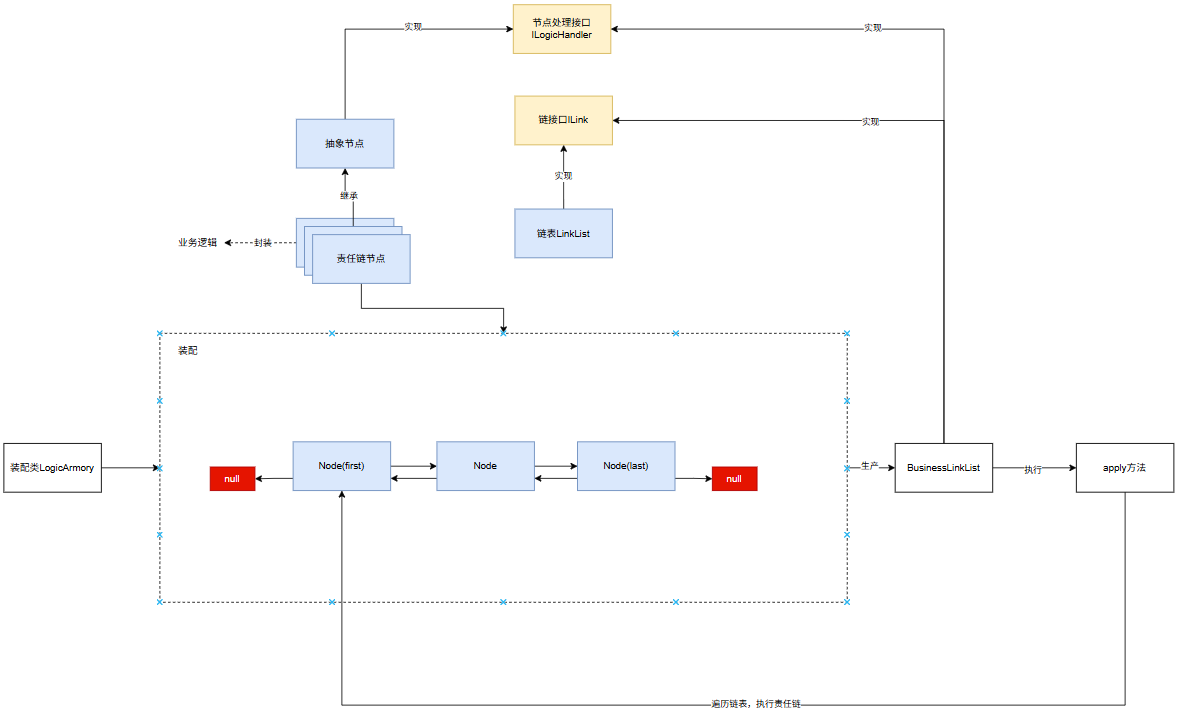 实现
节点处理接口
ILogicHandler
实现
链接口ILink
实现
抽象节点
实现
继承
链表LinkList
业务逻辑
封装
责任链节点
装配
装配类LogicArmory
null
Node(first)
Node
Node(last)
null
生产
BusinessLinkList
执行
apply方法
遍历链表，执行责任链